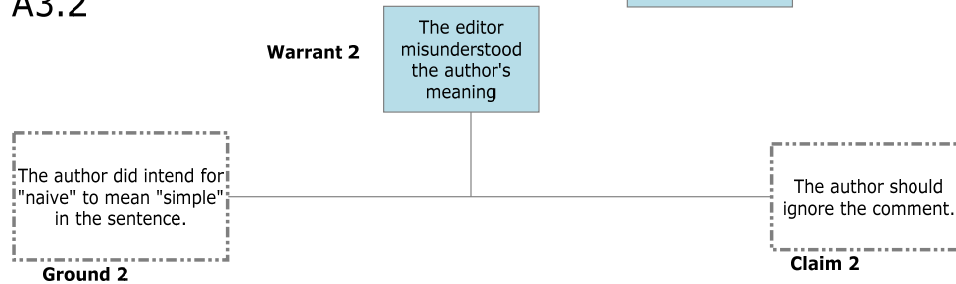 A3.2
The editor
misunderstood
the author's
meaning
Warrant 2
The author did intend for
"naive" to mean "simple"
in the sentence.
Ground 2
The author should
ignore the comment.
Claim 2